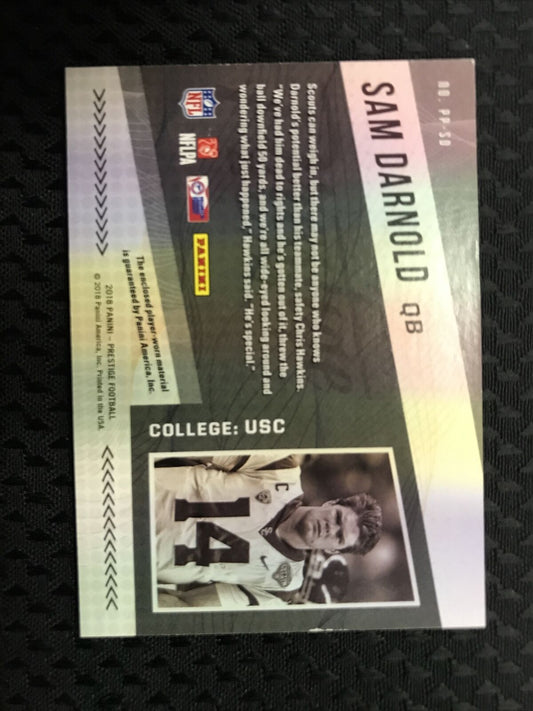 NO. PP-SD
SAM DARNOLD QB
Scouts can weigh in, but there may not be anyone who knows
Darnold's potential better than his teammate, safety Chris Hawkins.
"We've had him dead to rights and he's gotten out of it, threw the
ball downfield 50 yards, and we're all wide-eyed looking around and
wondering what just happened," Hawkins said. "He's special."
NFL
NFLPA
PANINI
The enclosed player-worn material
is guaranteed by Panini America, Inc.
2018 PANINI – PRESTIGE FOOTBALL
© 2018 Panini America, Inc. Printed in the USA.
COLLEGE: USC
C
14